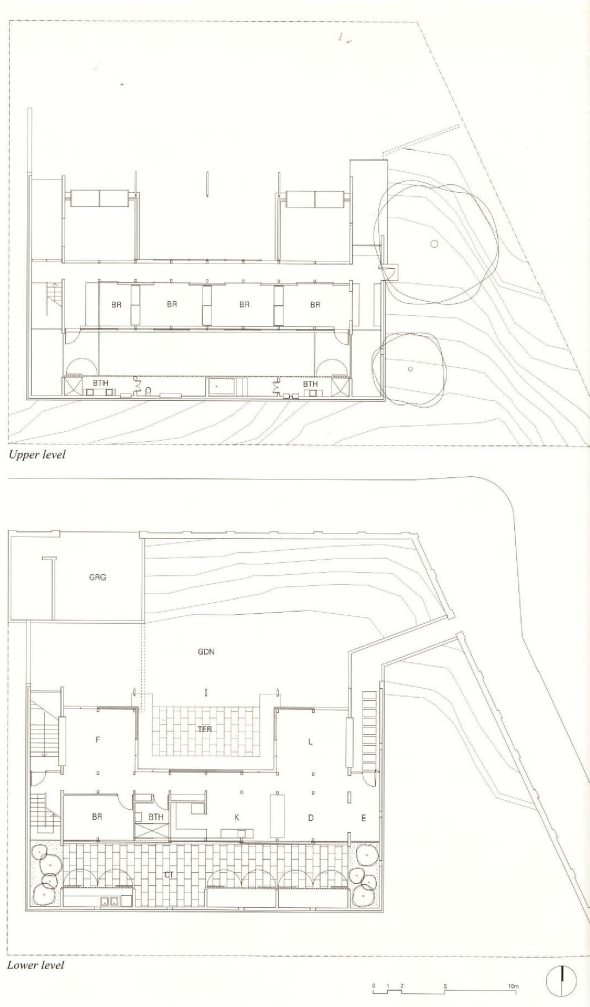 BR
BR
BR
BR
BTH
BTH
Upper level
GRG
GDN
TER
F
L
BR
BTH
K
D
E
CT
Lower level
0 1 2 5 10m